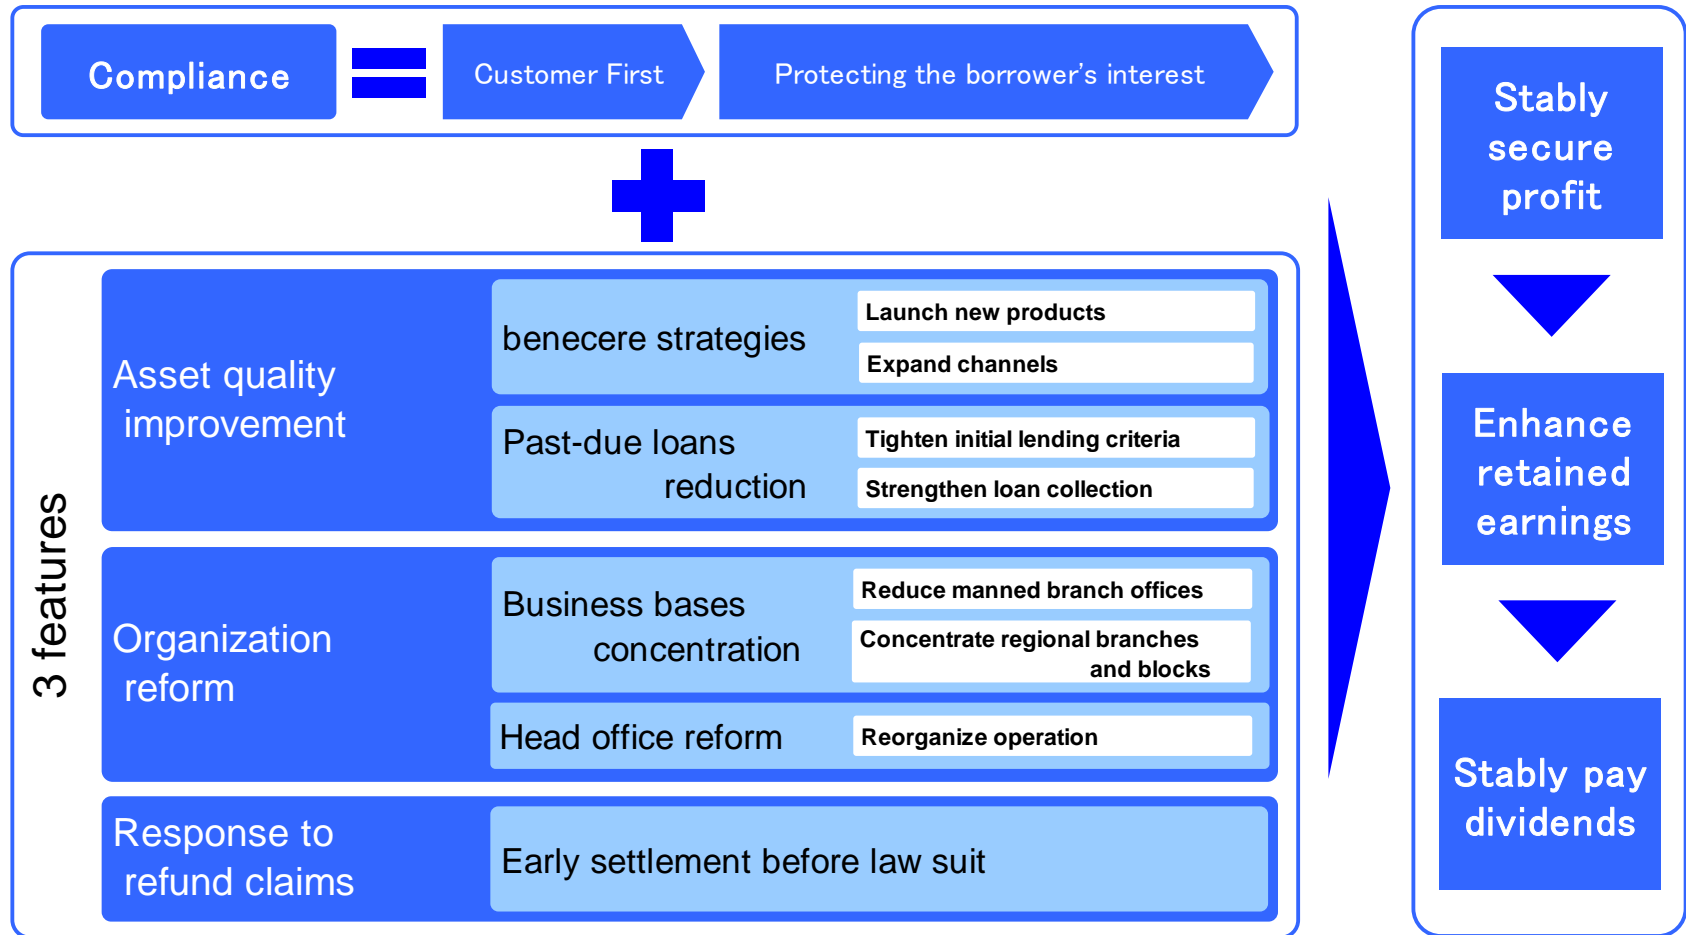 Compliance
Customer First
Protecting the borrower's interest
3 features
Asset quality
improvement
benecere strategies
Launch new products
Expand channels
Past-due loans
reduction
Tighten initial lending criteria
Strengthen loan collection
Organization
reform
Business bases
concentration
Reduce manned branch offices
Concentrate regional branches
and blocks
Head office reform
Reorganize operation
Response to
refund claims
Early settlement before law suit
Stably
secure
profit
Enhance
retained
earnings
Stably pay
dividends